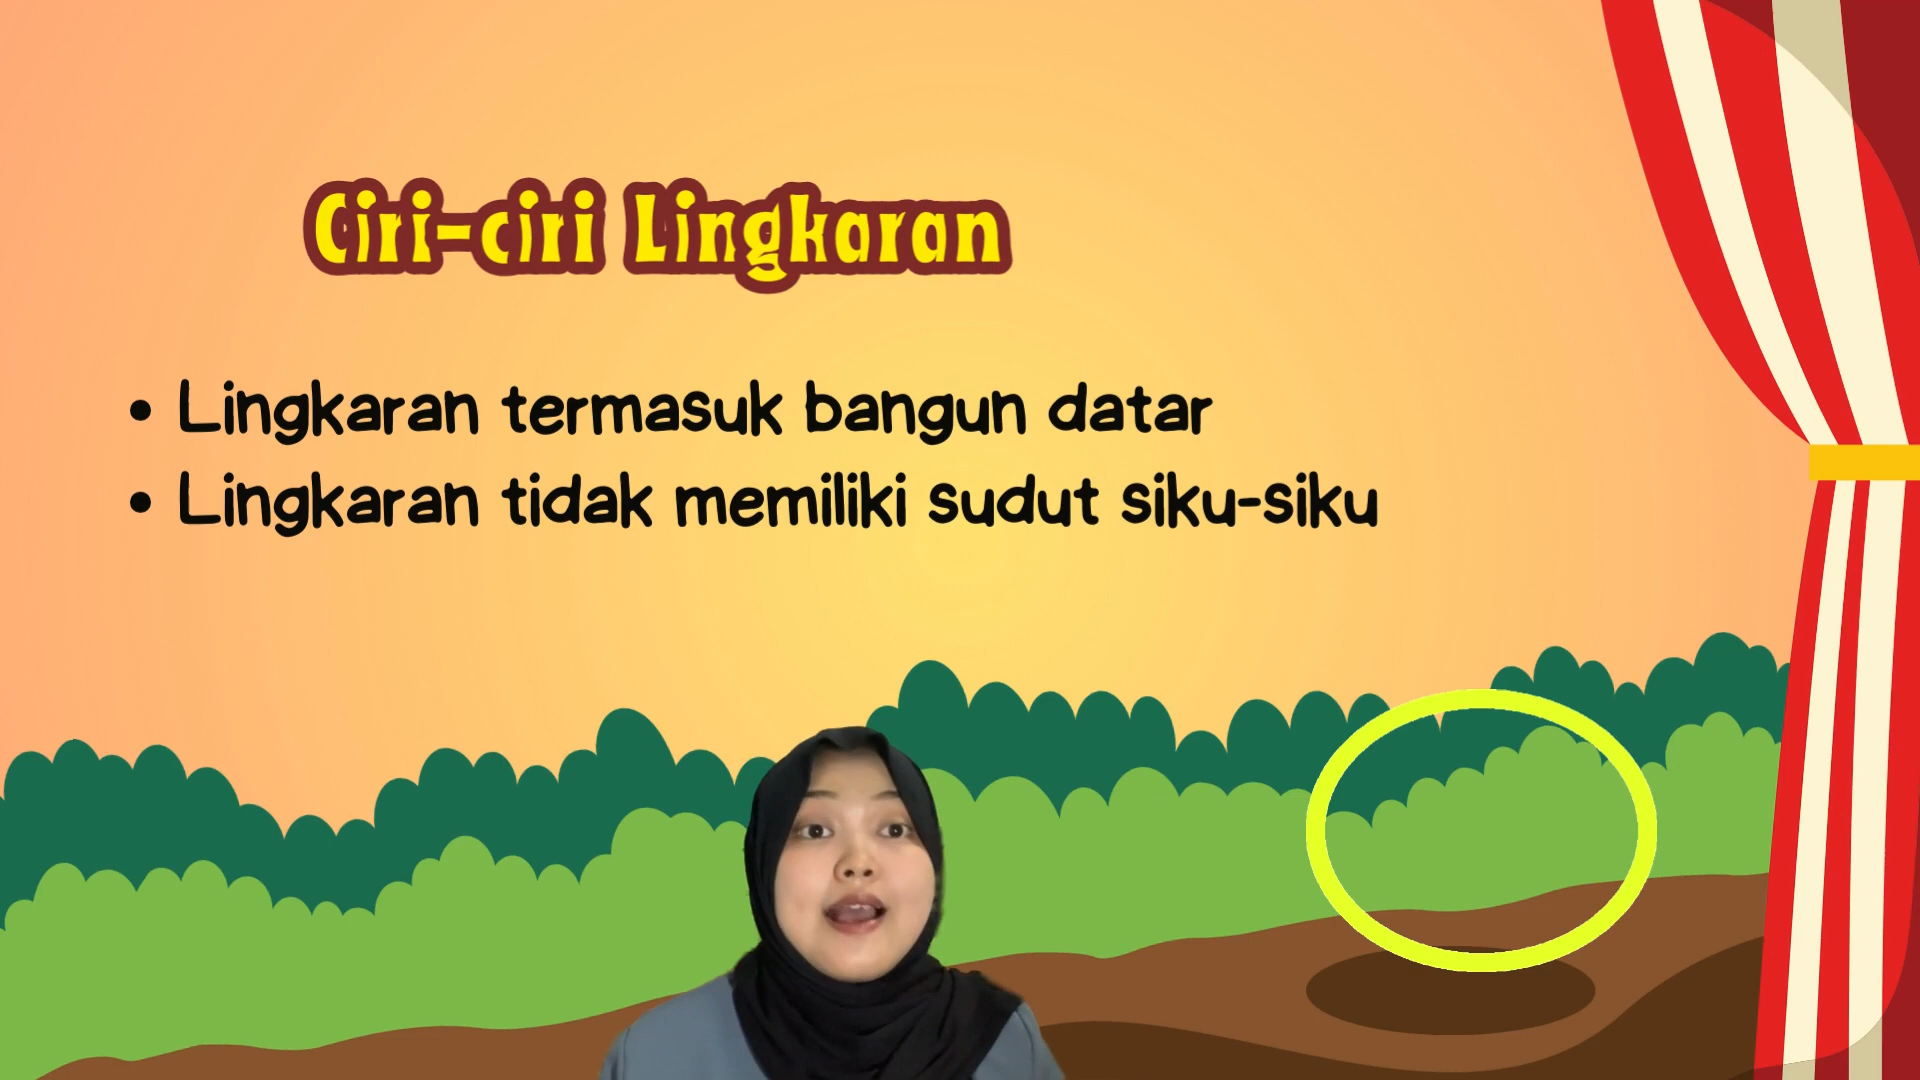 Ciri-ciri Lingkaran
• Lingkaran termasuk bangun datar
• Lingkaran tidak memiliki sudut siku-siku